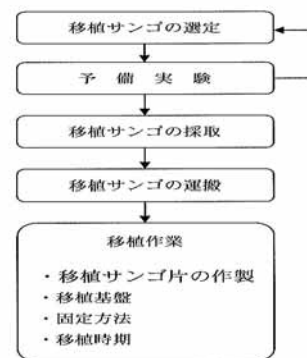 移植サンゴの選定
予備実験
移植サンゴの採取
移植サンゴの運搬
移植作業
・移植サンゴ片の作製
・移植基盤
・固定方法
・移植時期